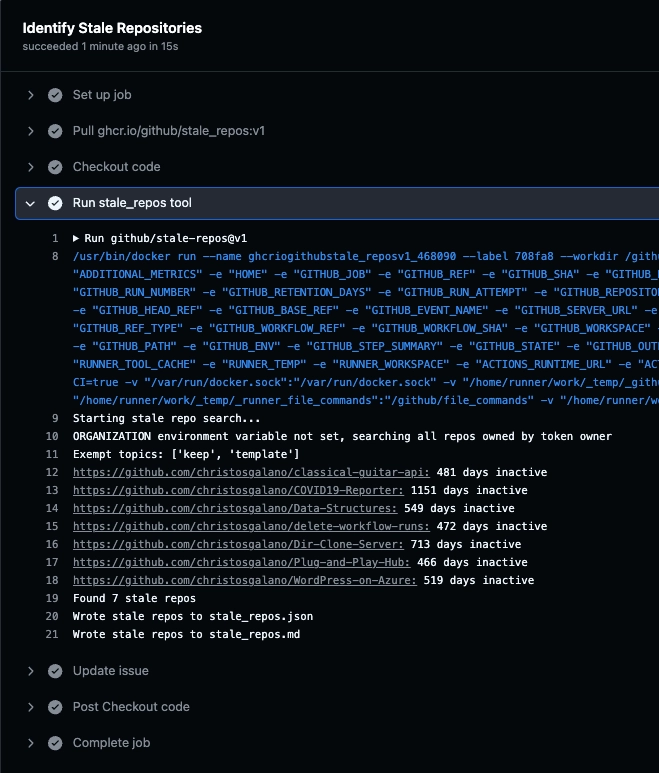 Identify Stale Repositories
succeeded 1 minute ago in 15s
Set up job
Pull ghcr.io/github/stale_repos:v1
Checkout code
Run stale_repos tool
1 ▶ Run github/stale-repos@v1
8 /usr/bin/docker run --name ghcriogithubstale_reposv1_468090 --label 708fa8 --workdir /gith
"ADDITIONAL_METRICS" -e "HOME" -e "GITHUB_JOB" -e "GITHUB_REF" -e "GITHUB_SHA" -e "GITHUB_
"GITHUB_RUN_NUMBER" -e "GITHUB_RETENTION_DAYS" -e "GITHUB_RUN_ATTEMPT" -e "GITHUB_REPOSITO
-e "GITHUB_HEAD_REF" -e "GITHUB_BASE_REF" -e "GITHUB_EVENT_NAME" -e "GITHUB_SERVER_URL" -e
"GITHUB_REF_TYPE" -e "GITHUB_WORKFLOW_REF" -e "GITHUB_WORKFLOW_SHA" -e "GITHUB_WORKSPACE"
-e "GITHUB_PATH" -e "GITHUB_ENV" -e "GITHUB_STEP_SUMMARY" -e "GITHUB_STATE" -e "GITHUB_OUT
"RUNNER_TOOL_CACHE" -e "RUNNER_TEMP" -e "RUNNER_WORKSPACE" -e "ACTIONS_RUNTIME_URL" -e "AC
CI=true -v "/var/run/docker.sock":"/var/run/docker.sock" -v "/home/runner/work/_temp/_gith
"/home/runner/work/_temp/_runner_file_commands":"/github/file_commands" -v "/home/runner/w
9 Starting stale repo search...
10 ORGANIZATION environment variable not set, searching all repos owned by token owner
11 Exempt topics: ['keep', 'template']
12 https://github.com/christosgalano/classical-guitar-api: 481 days inactive
13 https://github.com/christosgalano/COVID19-Reporter: 1151 days inactive
14 https://github.com/christosgalano/Data-Structures: 549 days inactive
15 https://github.com/christosgalano/delete-workflow-runs: 472 days inactive
16 https://github.com/christosgalano/Dir-Clone-Server: 713 days inactive
17 https://github.com/christosgalano/Plug-and-Play-Hub: 466 days inactive
18 https://github.com/christosgalano/WordPress-on-Azure: 519 days inactive
19 Found 7 stale repos
20 Wrote stale repos to stale_repos.json
21 Wrote stale repos to stale_repos.md
Update issue
Post Checkout code
Complete job